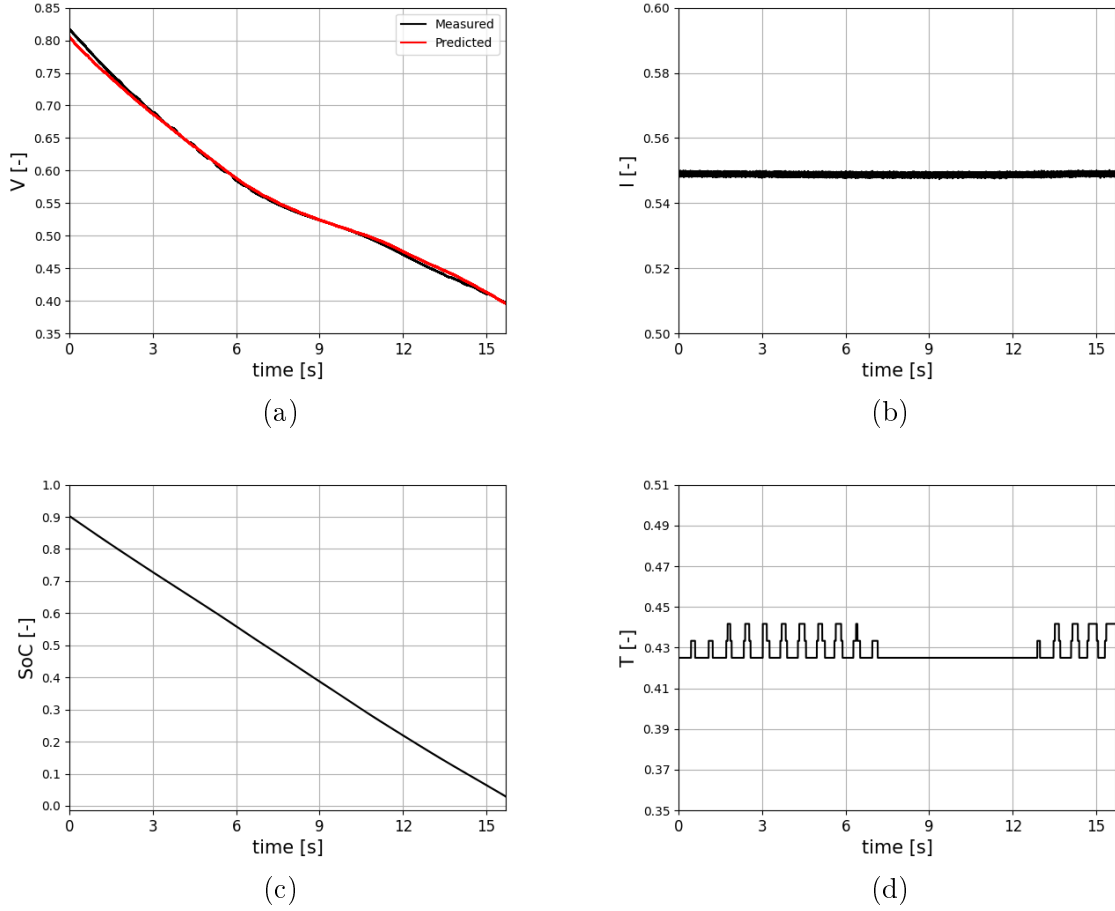 0.85
0.80
0.75
0.70
0.65
0.60
0.55
0.50
0.45
0.40
0.35
V [-]
Measured
Predicted
0 3 6 9 12 15
time [s]
(a)
0.60
0.58
0.56
0.54
0.52
0.50
I [-]
0 3 6 9 12 15
time [s]
(b)
1.0
0.9
0.8
0.7
0.6
0.5
0.4
0.3
0.2
0.1
0.0
SoC [-]
0 3 6 9 12 15
time [s]
(c)
0.51
0.49
0.47
0.45
0.43
0.41
0.39
0.37
0.35
T [-]
0 3 6 9 12 15
time [s]
(d)